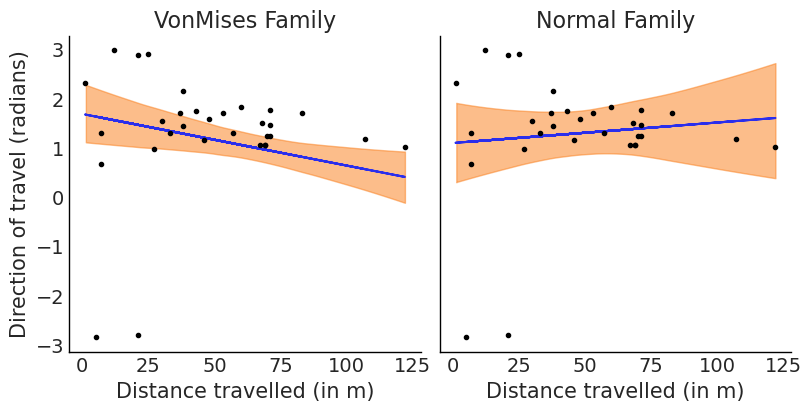 VonMises Family
Normal Family
Direction of travel (radians)
3
2
1
0
−1
−2
−3
0 25 50 75 100 125
0 25 50 75 100 125
Distance travelled (in m)
Distance travelled (in m)